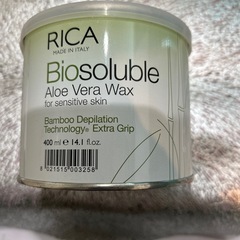 RICA
MADE IN ITALY
Biosoluble
Aloe Vera Wax
for sensitive skin
Bamboo Depilation
Technology® Extra Grip
400 ml ℮ 14.1 fl.oz.
8 021515 003258